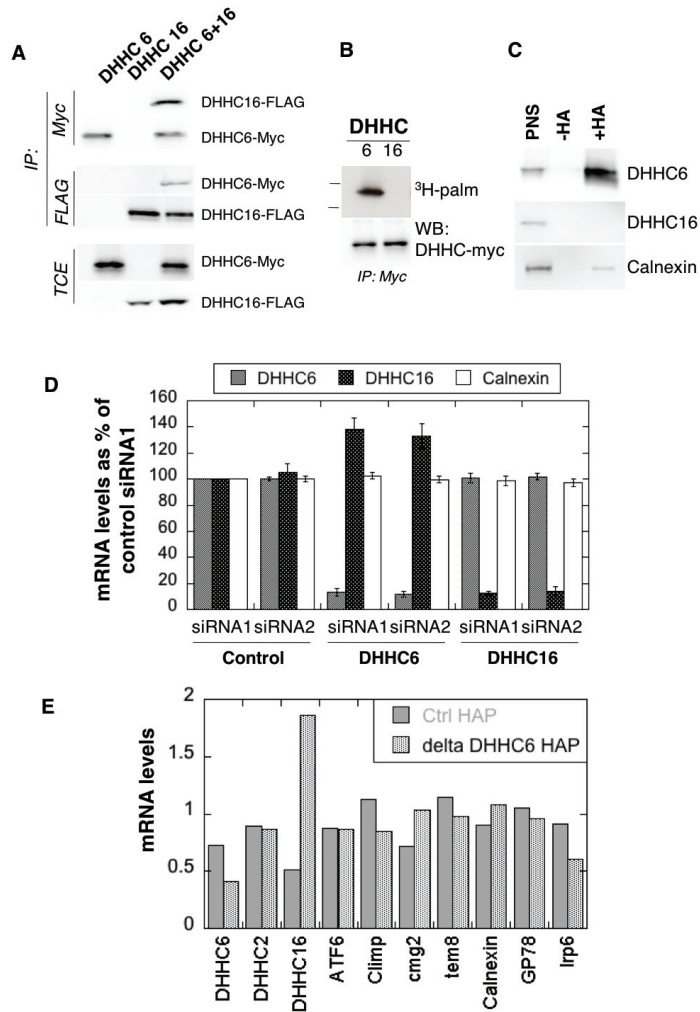 A
DHHC 6
DHHC 16
DHHC 6+16
IP:
Myc
DHHC16-FLAG
DHHC6-Myc
FLAG
DHHC6-Myc
DHHC16-FLAG
TCE
DHHC6-Myc
DHHC16-FLAG
B
DHHC
6 16
³H-palm
WB:
DHHC-myc
IP: Myc
C
PNS
-HA
+HA
DHHC6
DHHC16
Calnexin
D
DHHC6 DHHC16 Calnexin
mRNA levels as % of
control siRNA1
160
140
120
100
80
60
40
20
0
siRNA1 siRNA2 siRNA1 siRNA2 siRNA1 siRNA2
Control DHHC6 DHHC16
E
Ctrl HAP
delta DHHC6 HAP
mRNA levels
2
1.5
1
0.5
0
DHHC6
DHHC2
DHHC16
ATF6
Climp
cmg2
tem8
Calnexin
GP78
lrp6